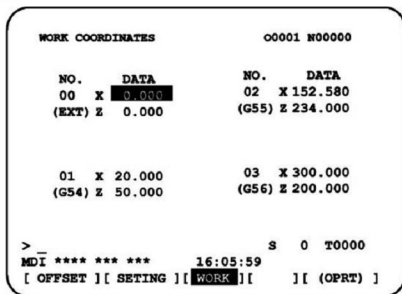 WORK COORDINATES O0001 N00000
NO. DATA NO. DATA
00 X 0.000 02 X 152.580
(EXT) Z 0.000 (G55) Z 234.000
01 X 20.000 03 X 300.000
(G54) Z 50.000 (G56) Z 200.000
> _ S 0 T0000
MDI **** *** *** 16:05:59
[ OFFSET ][ SETING ][ WORK ][ ][ (OPRT) ]